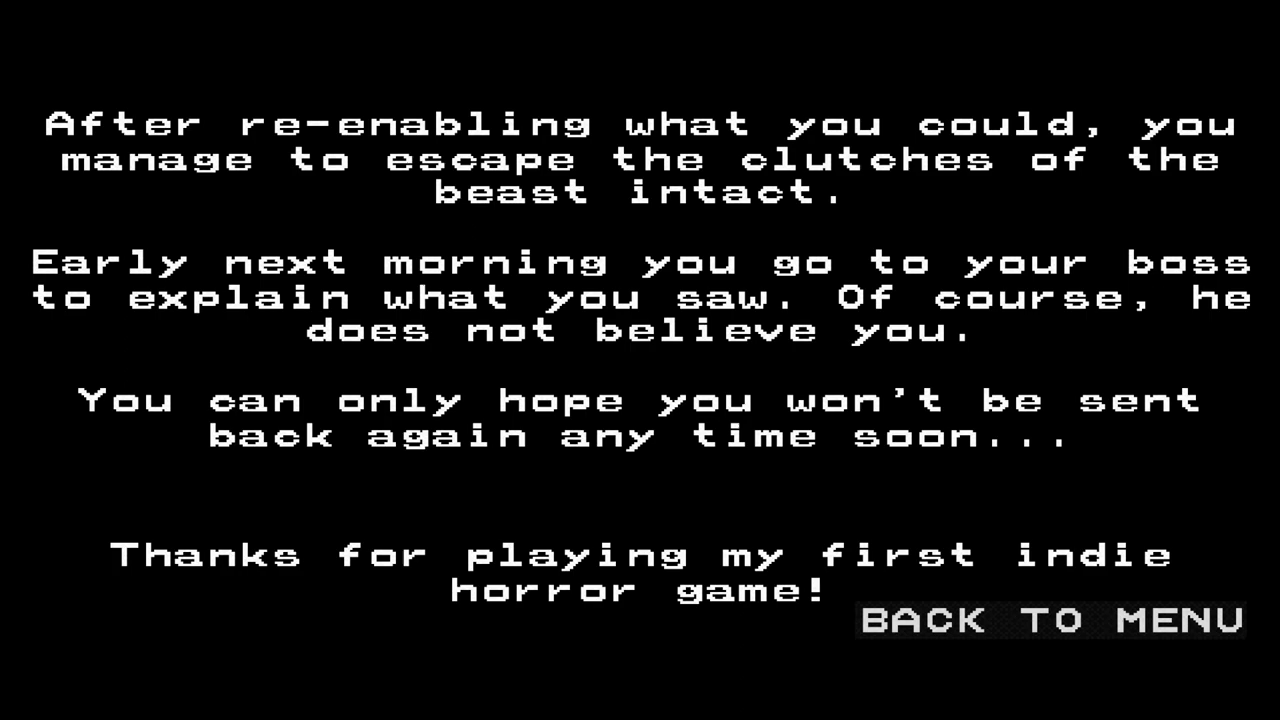 After re-enabling what you could, you
manage to escape the clutches of the
beast intact.
Early next morning you go to your boss
to explain what you saw. Of course, he
does not believe you.
You can only hope you won't be sent
back again any time soon...
Thanks for playing my first indie
horror game!
BACK TO MENU